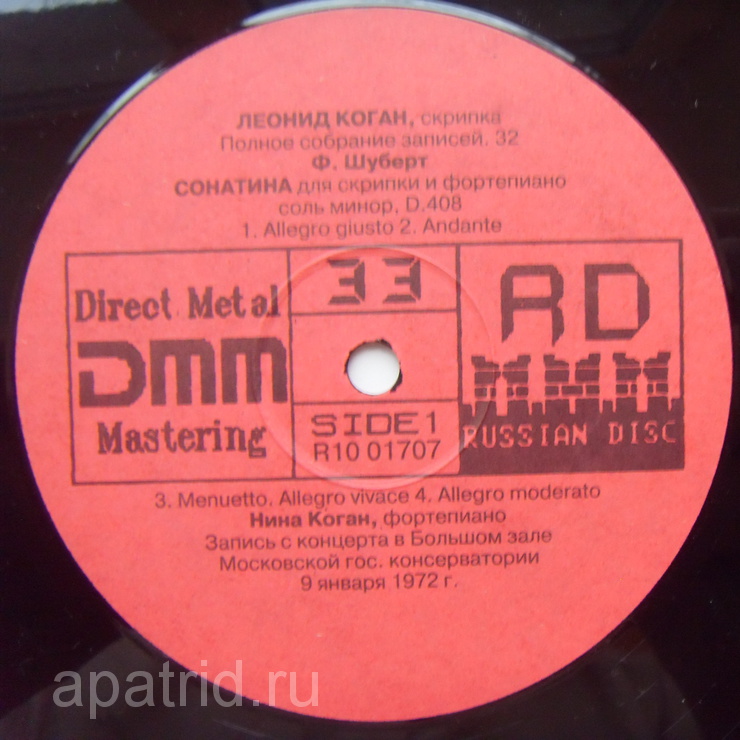 ЛЕОНИД КОГАН, скрипка
Полное собрание записей. 32
Ф. Шуберт
СОНАТИНА для скрипки и фортепиано
соль минор, D.408
1. Allegro giusto 2. Andante
Direct Metal
DMM
Mastering
33
SIDE 1
R10 01707
RD
RUSSIAN DISC
3. Menuetto. Allegro vivace 4. Allegro moderato
Нина Коган, фортепиано
Запись с концерта в Большом зале
Московской гос. консерватории
9 января 1972 г.
apatrid.ru